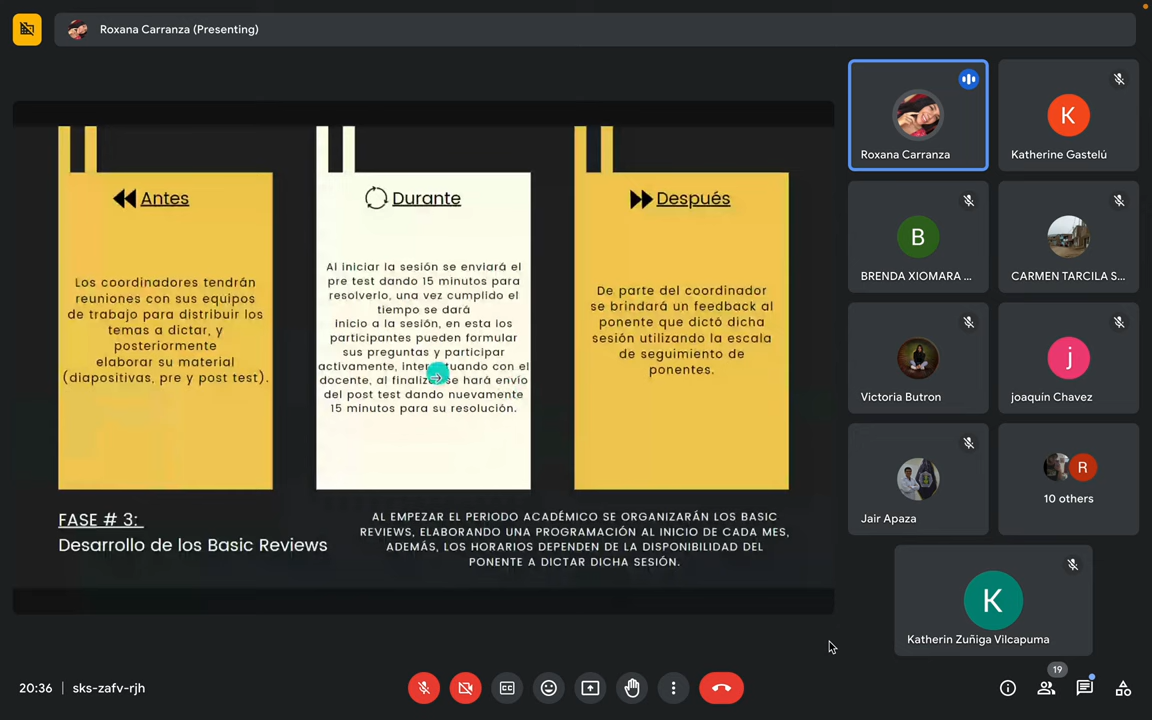 Roxana Carranza (Presenting)
Antes
Los coordinadores tendrán
reuniones con sus equipos
de trabajo para distribuir los
temas a dictar, y
posteriormente
elaborar su material
(diapositivas, pre y post test).
Durante
Al iniciar la sesión se enviará el
pre test dando 15 minutos para
resolverlo, una vez cumplido el
tiempo se dará
inicio a la sesión, en esta los
participantes pueden formular
sus preguntas y participar
activamente, con el
docente, al se hará envío
del post test dando nuevamente
15 minutos para su resolución.
Después
De parte del coordinador
se brindará un feedback al
ponente que dictó dicha
sesión utilizando la escala
de seguimiento de
ponentes.
FASE # 3:
Desarrollo de los Basic Reviews
AL EMPEZAR EL PERIODO ACADÉMICO SE ORGANIZARÁN LOS BASIC
REVIEWS, ELABORANDO UNA PROGRAMACIÓN AL INICIO DE CADA MES,
ADEMÁS, LOS HORARIOS DEPENDEN DE LA DISPONIBILIDAD DEL
PONENTE A DICTAR DICHA SESIÓN.
Roxana Carranza
K
Katherine Gastelú
B
BRENDA XIOMARA ...
CARMEN TARCILA S...
Victoria Butron
j
joaquin Chavez
Jair Apaza
R
10 others
K
Katherin Zuñiga Vilcapuma
20:36 | sks-zafv-rjh
19